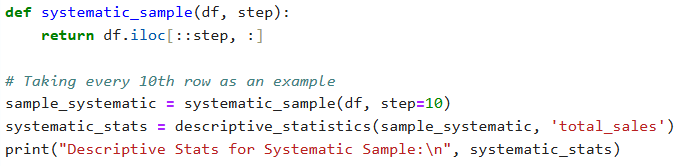 def systematic_sample(df, step):
    return df.iloc[::step, :]

# Taking every 10th row as an example
sample_systematic = systematic_sample(df, step=10)
systematic_stats = descriptive_statistics(sample_systematic, 'total_sales')
print("Descriptive Stats for Systematic Sample:\n", systematic_stats)